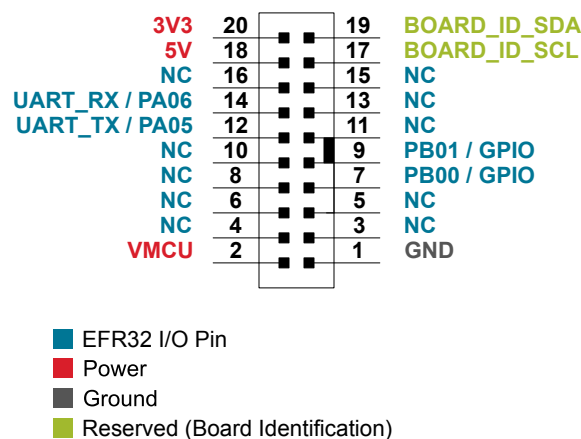 3V3 20 19 BOARD_ID_SDA
5V 18 17 BOARD_ID_SCL
NC 16 15 NC
UART_RX / PA06 14 13 NC
UART_TX / PA05 12 11 NC
NC 10 9 PB01 / GPIO
NC 8 7 PB00 / GPIO
NC 6 5 NC
NC 4 3 NC
VMCU 2 1 GND
EFR32 I/O Pin
Power
Ground
Reserved (Board Identification)